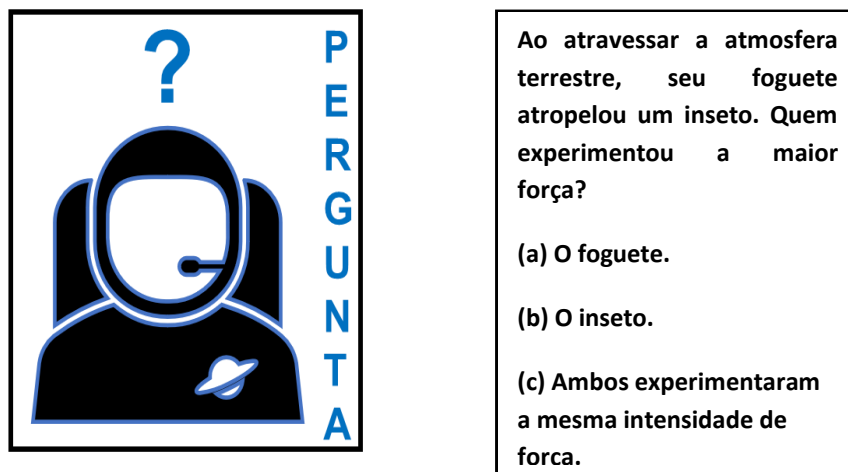 ?
PERGUNTA
Ao atravessar a atmosfera
terrestre, seu foguete
atropelou um inseto. Quem
experimentou a maior
força?
(a) O foguete.
(b) O inseto.
(c) Ambos experimentaram
a mesma intensidade de
força.